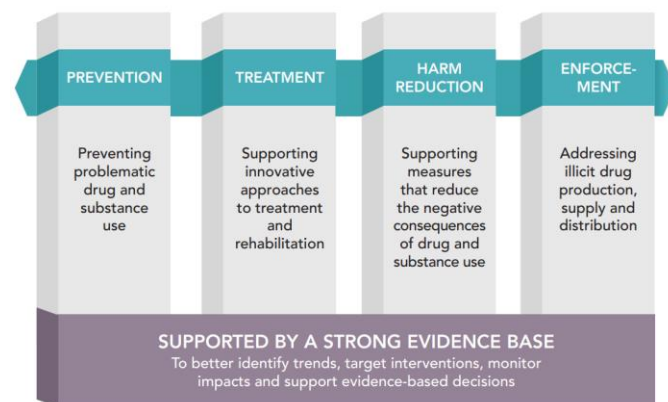 PREVENTION
Preventing
problematic
drug and
substance
use
TREATMENT
Supporting
innovative
approaches
to treatment
and
rehabilitation
HARM
REDUCTION
Supporting
measures
that reduce
the negative
consequences
of drug and
substance use
ENFORCE-
MENT
Addressing
illicit drug
production,
supply and
distribution
SUPPORTED BY A STRONG EVIDENCE BASE
To better identify trends, target interventions, monitor
impacts and support evidence-based decisions